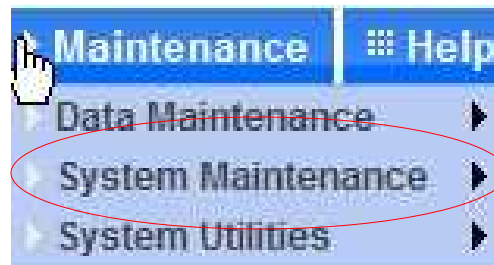 Maintenance Help
Data Maintenance
System Maintenance
System Utilities